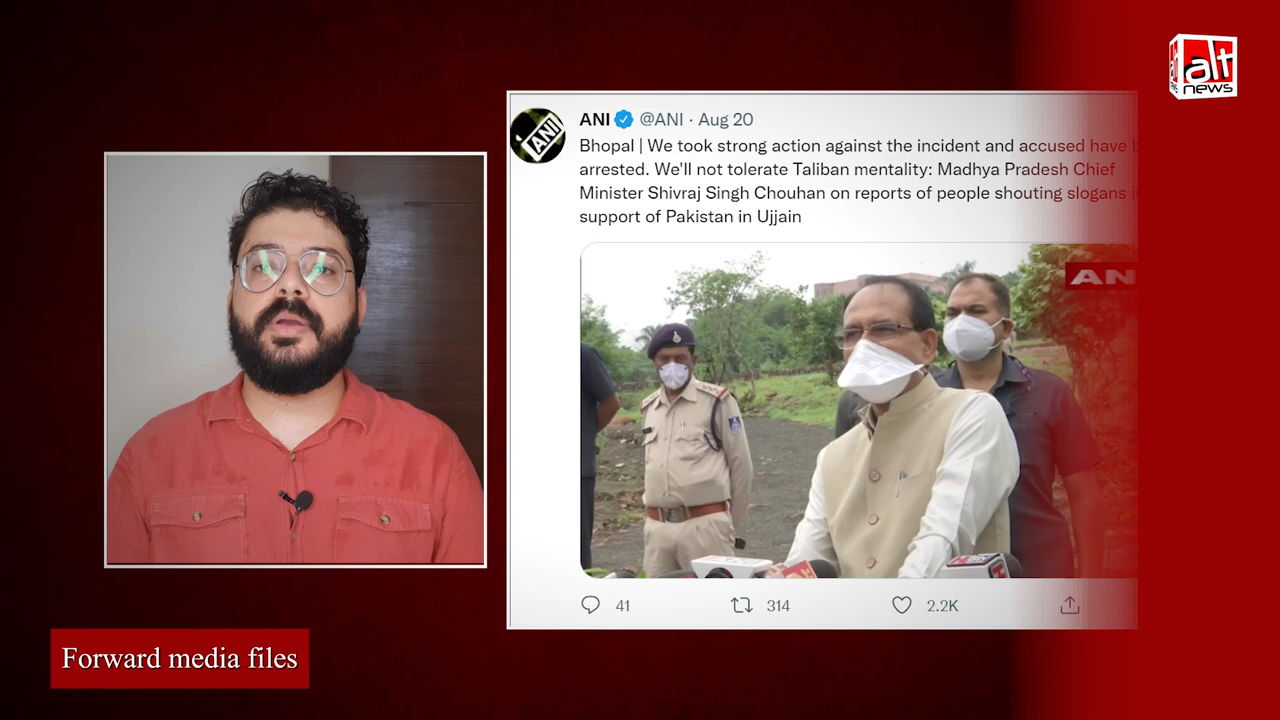 alt
news
ANI @ANI · Aug 20
Bhopal | We took strong action against the incident and accused have
arrested. We'll not tolerate Taliban mentality: Madhya Pradesh Chief
Minister Shivraj Singh Chouhan on reports of people shouting slogans
support of Pakistan in Ujjain
ANI
AN
41 314 2.2K
Forward media files